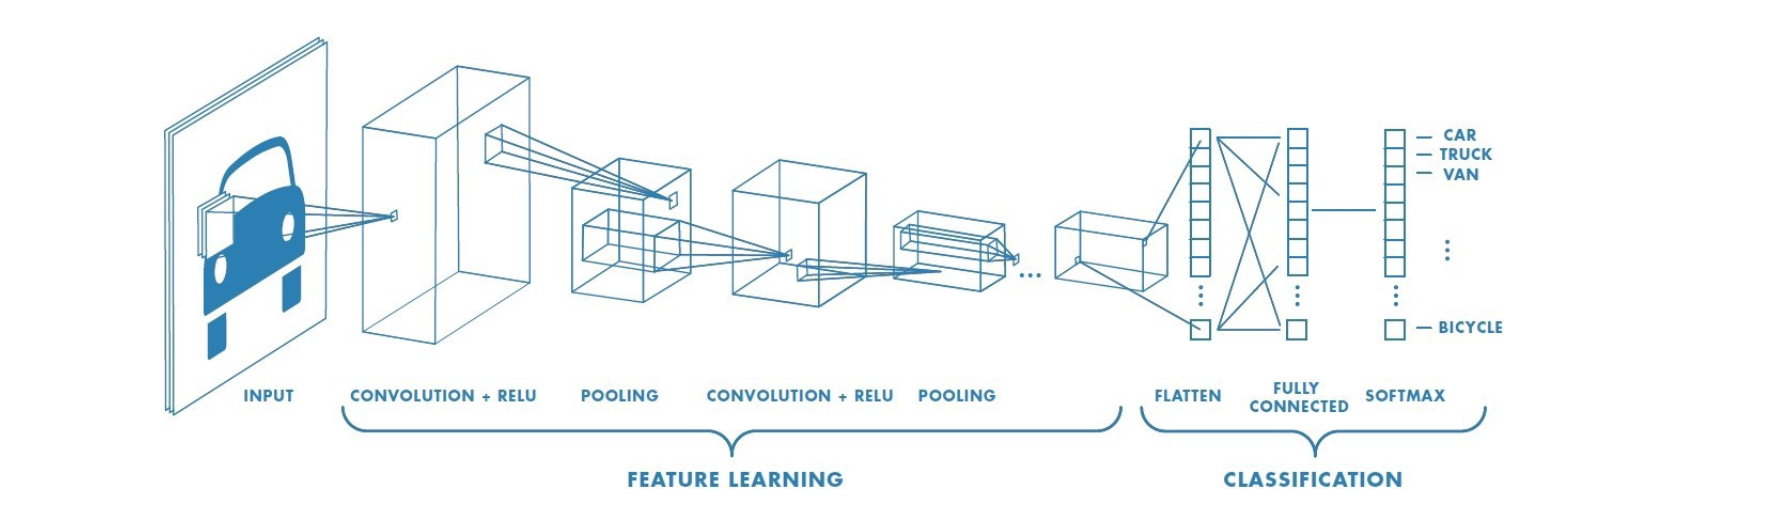 CAR
TRUCK
VAN
BICYCLE
INPUT
CONVOLUTION + RELU
POOLING
CONVOLUTION + RELU
POOLING
FLATTEN
FULLY
CONNECTED
SOFTMAX
FEATURE LEARNING
CLASSIFICATION